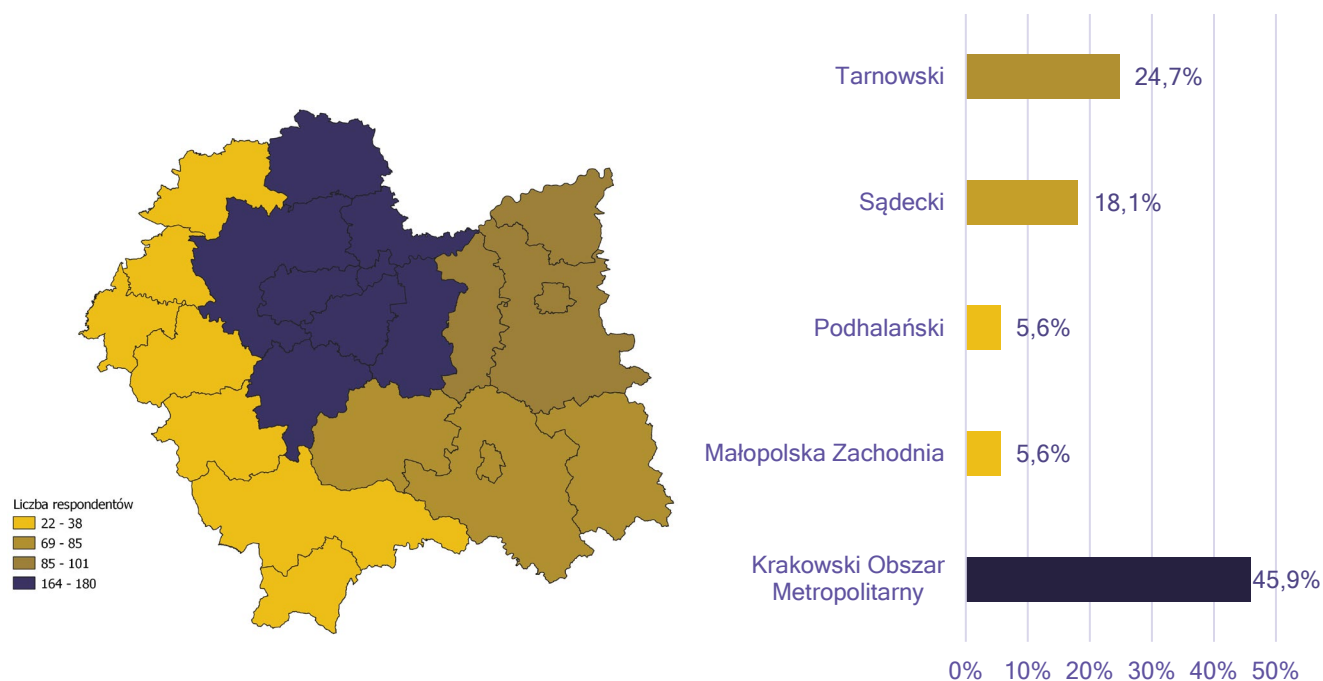 Liczba respondentów
22 - 38
69 - 85
85 - 101
164 - 180
Tarnowski
24,7%
Sądecki
18,1%
Podhalański
5,6%
Małopolska Zachodnia
5,6%
Krakowski Obszar
Metropolitarny
45,9%
0% 10% 20% 30% 40% 50%